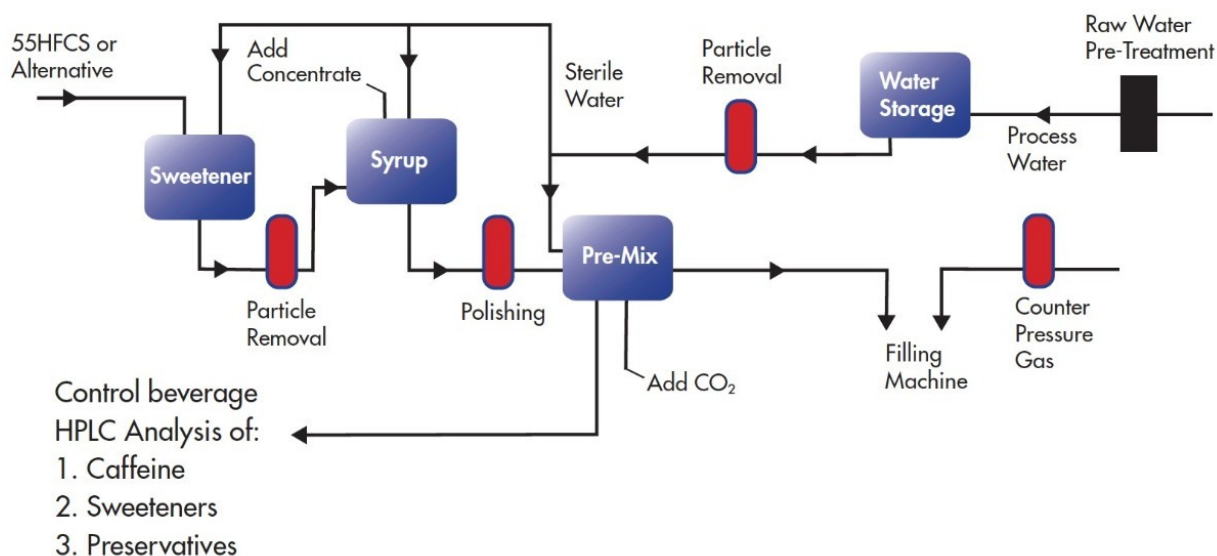 55HFCS or
Alternative
Add
Concentrate
Sterile
Water
Particle
Removal
Water
Storage
Raw Water
Pre-Treatment
Process
Water
Sweetener
Syrup
Pre-Mix
Particle
Removal
Polishing
Add CO₂
Filling
Machine
Counter
Pressure
Gas
Control beverage
HPLC Analysis of:
1. Caffeine
2. Sweeteners
3. Preservatives